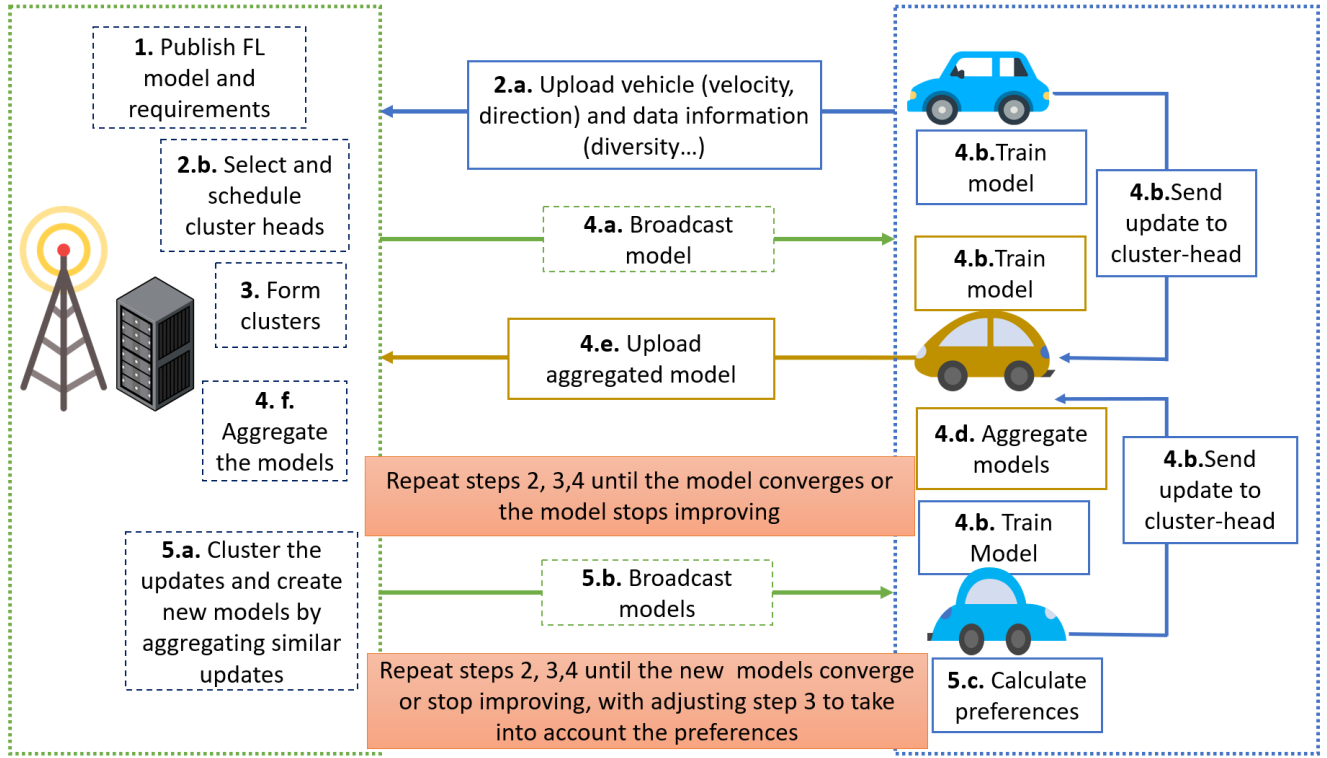 1. Publish FL
model and
requirements
2.b. Select and
schedule
cluster heads
3. Form
clusters
4. f.
Aggregate
the models
5.a. Cluster the
updates and create
new models by
aggregating similar
updates
2.a. Upload vehicle (velocity,
direction) and data information
(diversity...)
4.a. Broadcast
model
4.e. Upload
aggregated model
Repeat steps 2, 3,4 until the model converges or
the model stops improving
5.b. Broadcast
models
Repeat steps 2, 3,4 until the new models converge
or stop improving, with adjusting step 3 to take
into account the preferences
4.b.Train
model
4.b.Send
update to
cluster-head
4.b.Train
model
4.d. Aggregate
models
4.b.Send
update to
cluster-head
4.b. Train
Model
5.c. Calculate
preferences